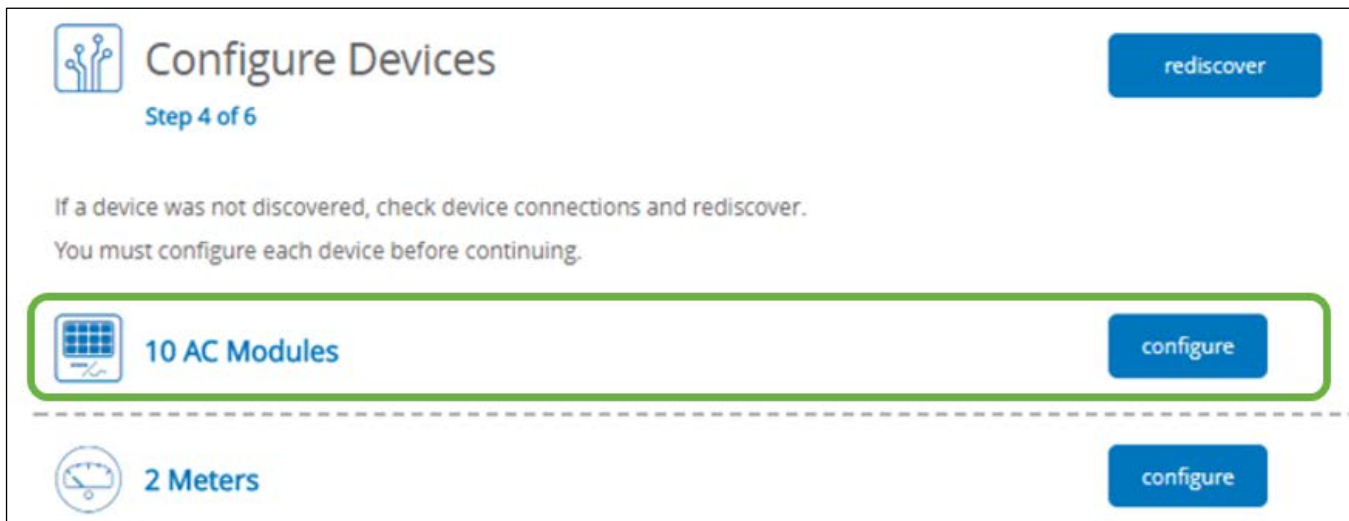 Configure Devices
rediscover
Step 4 of 6
If a device was not discovered, check device connections and rediscover.
You must configure each device before continuing.
10 AC Modules
configure
2 Meters
configure